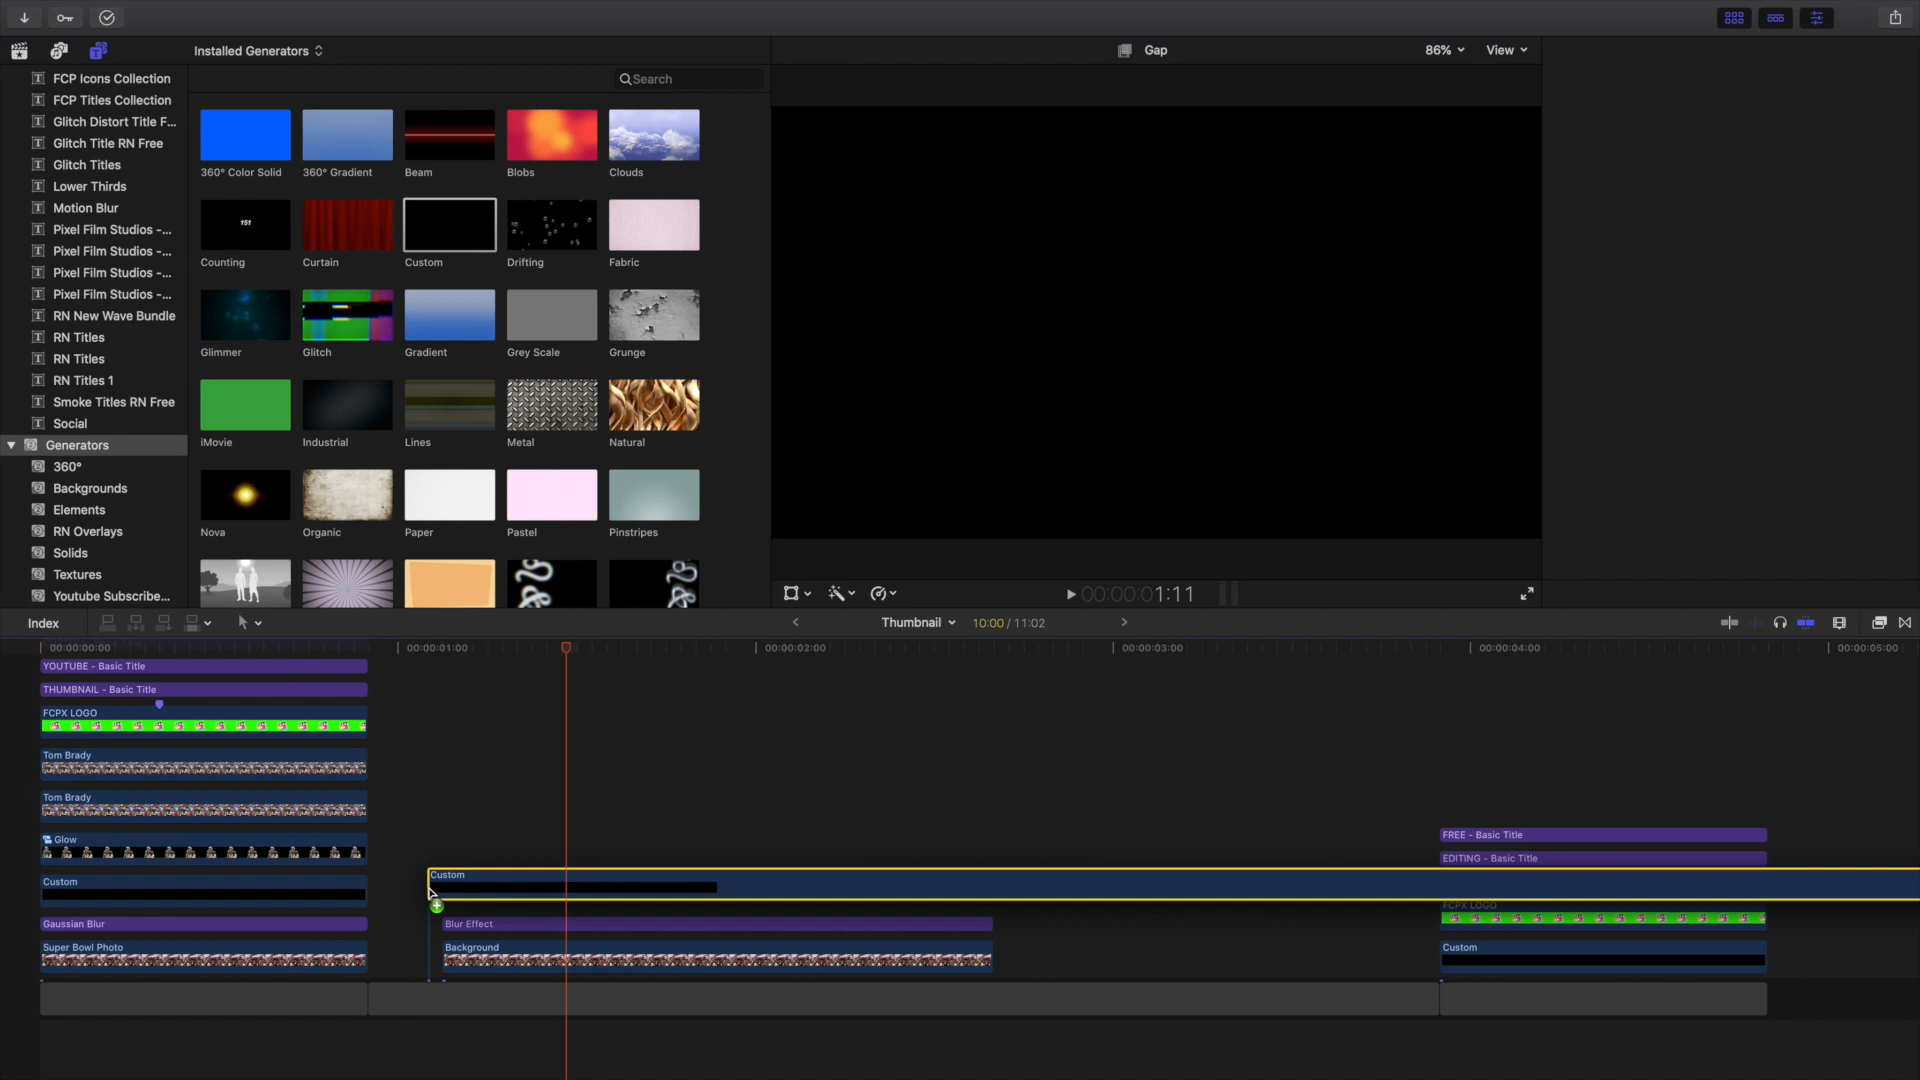 Installed Generators
Gap
86%
View
Search
FCP Icons Collection
FCP Titles Collection
Glitch Distort Title F...
Glitch Title RN Free
Glitch Titles
Lower Thirds
Motion Blur
Pixel Film Studios -...
Pixel Film Studios -...
Pixel Film Studios -...
Pixel Film Studios -...
RN New Wave Bundle
RN Titles
RN Titles
RN Titles 1
Smoke Titles RN Free
Social
Generators
360°
Backgrounds
Elements
RN Overlays
Solids
Textures
Youtube Subscribe...
360° Color Solid
360° Gradient
Beam
Blobs
Clouds
151
Counting
Curtain
Custom
Drifting
Fabric
Glimmer
Glitch
Gradient
Grey Scale
Grunge
iMovie
Industrial
Lines
Metal
Natural
Nova
Organic
Paper
Pastel
Pinstripes
00:00:01:11
Index
Thumbnail
10:00 / 11:02
00:00:00:00
00:00:01:00
00:00:02:00
00:00:03:00
00:00:04:00
00:00:05:00
YOUTUBE - Basic Title
THUMBNAIL - Basic Title
FCPX LOGO
Tom Brady
Tom Brady
Glow
Custom
Gaussian Blur
Super Bowl Photo
Custom
Blur Effect
Background
FREE - Basic Title
EDITING - Basic Title
FCPX LOGO
Custom